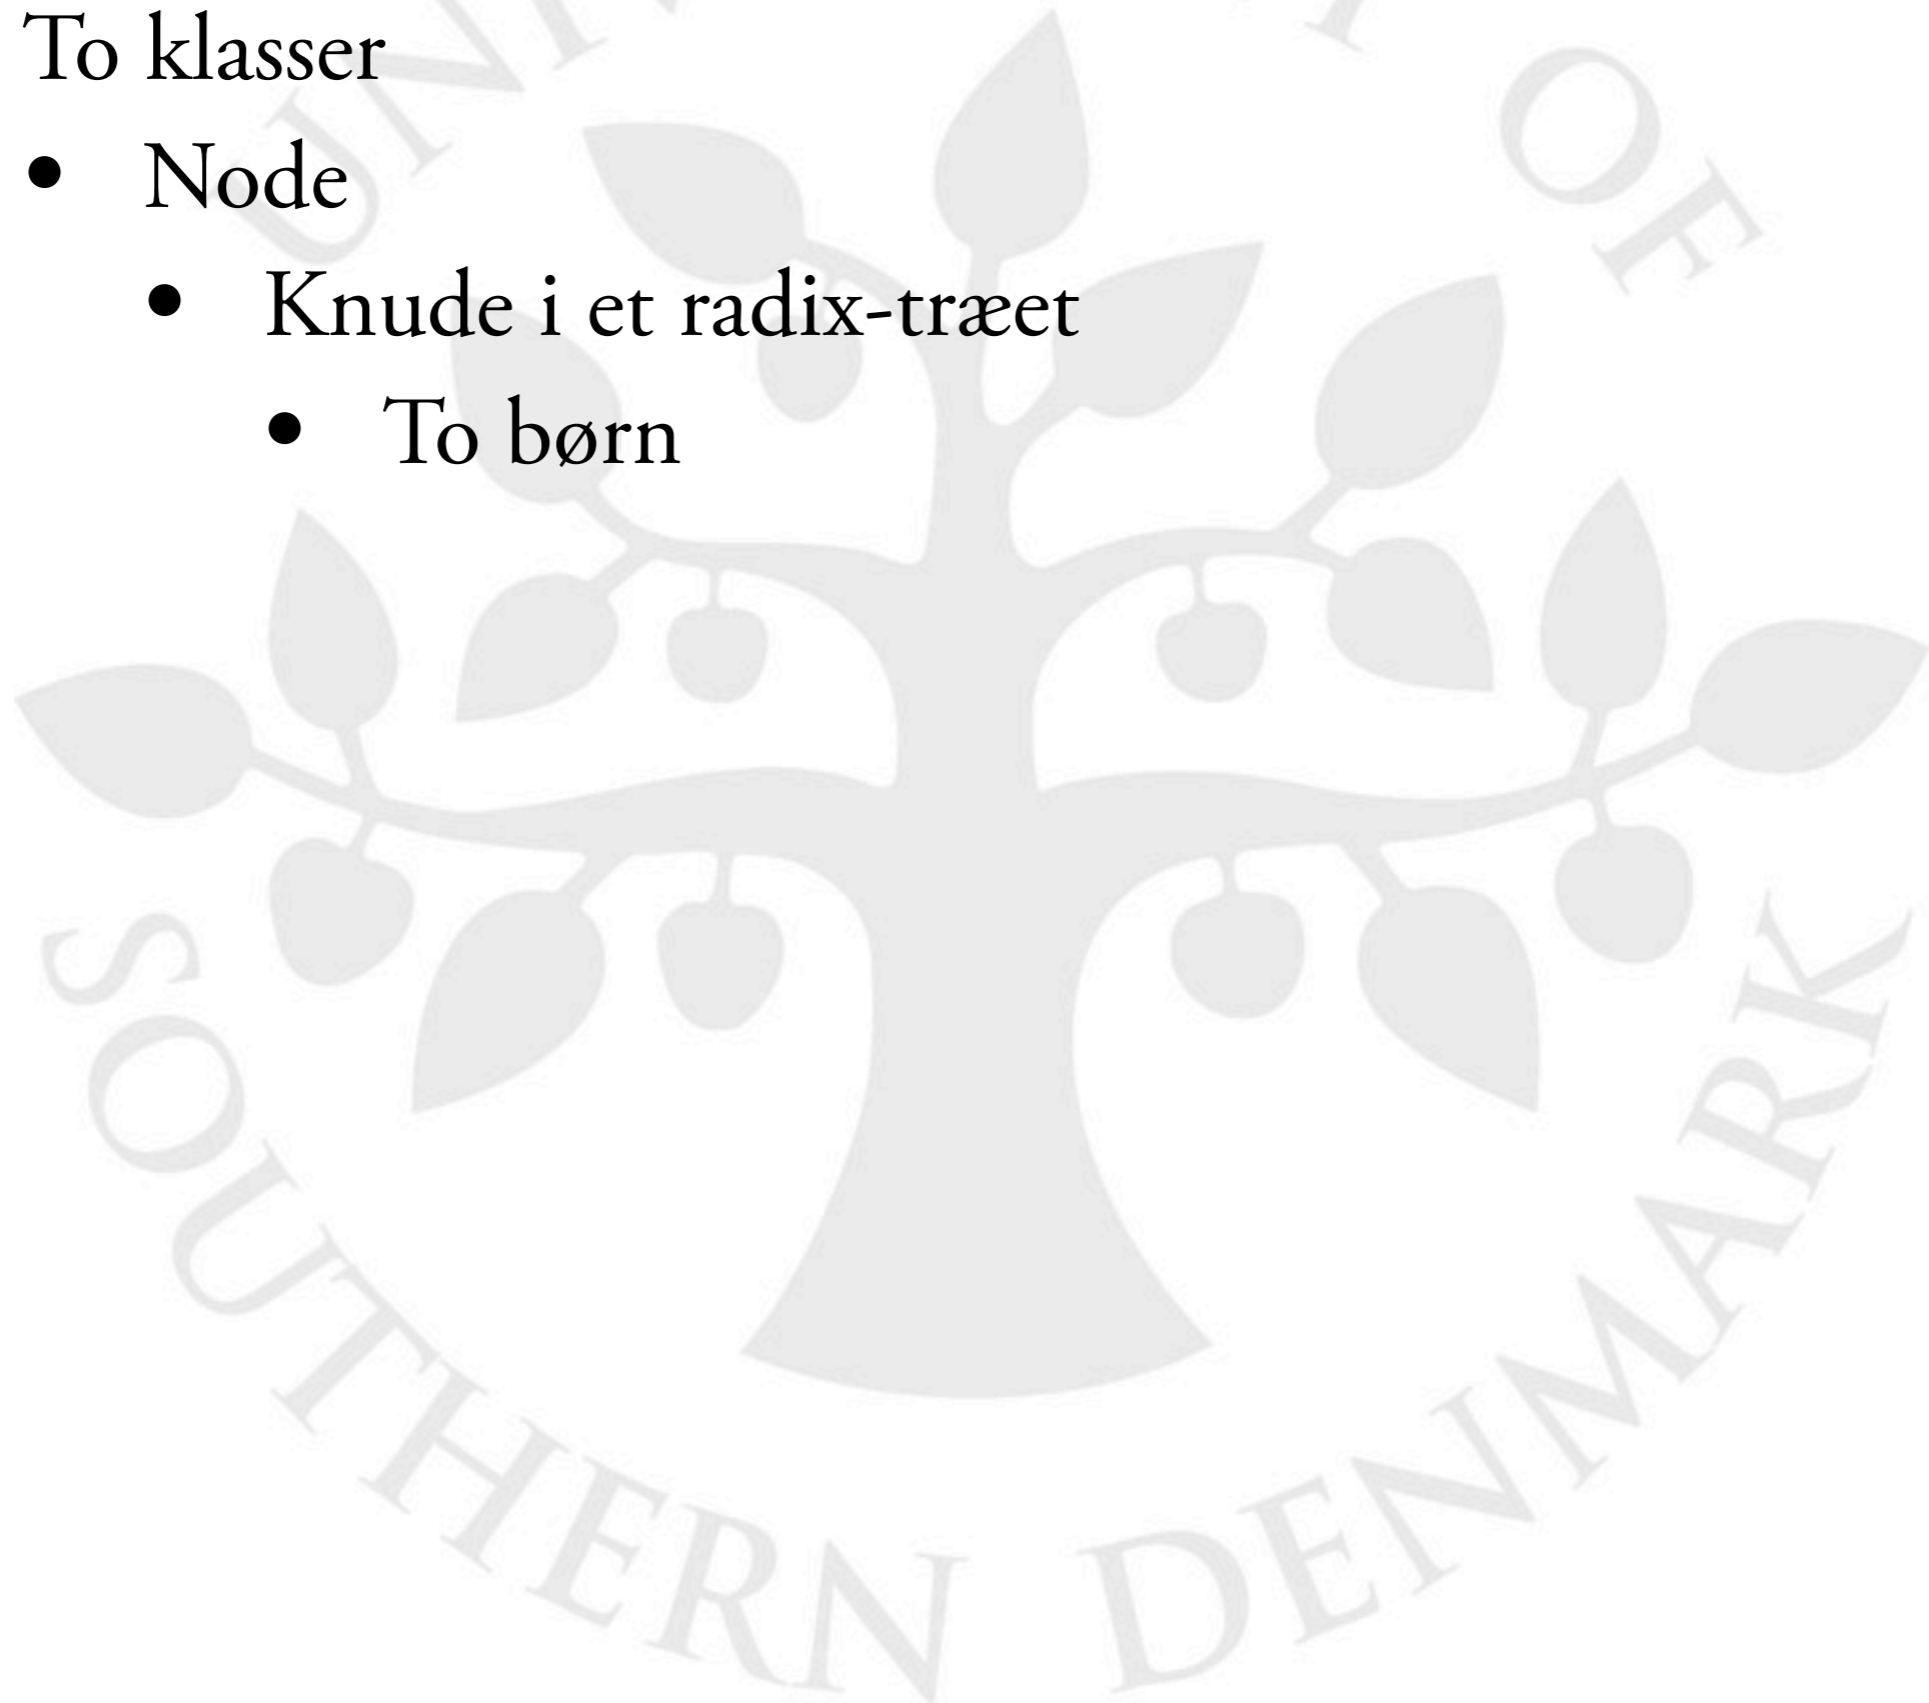 To klasser
• Node
• Knude i et radix-træet
• To børn
OF
SOUTHERN DENMARK